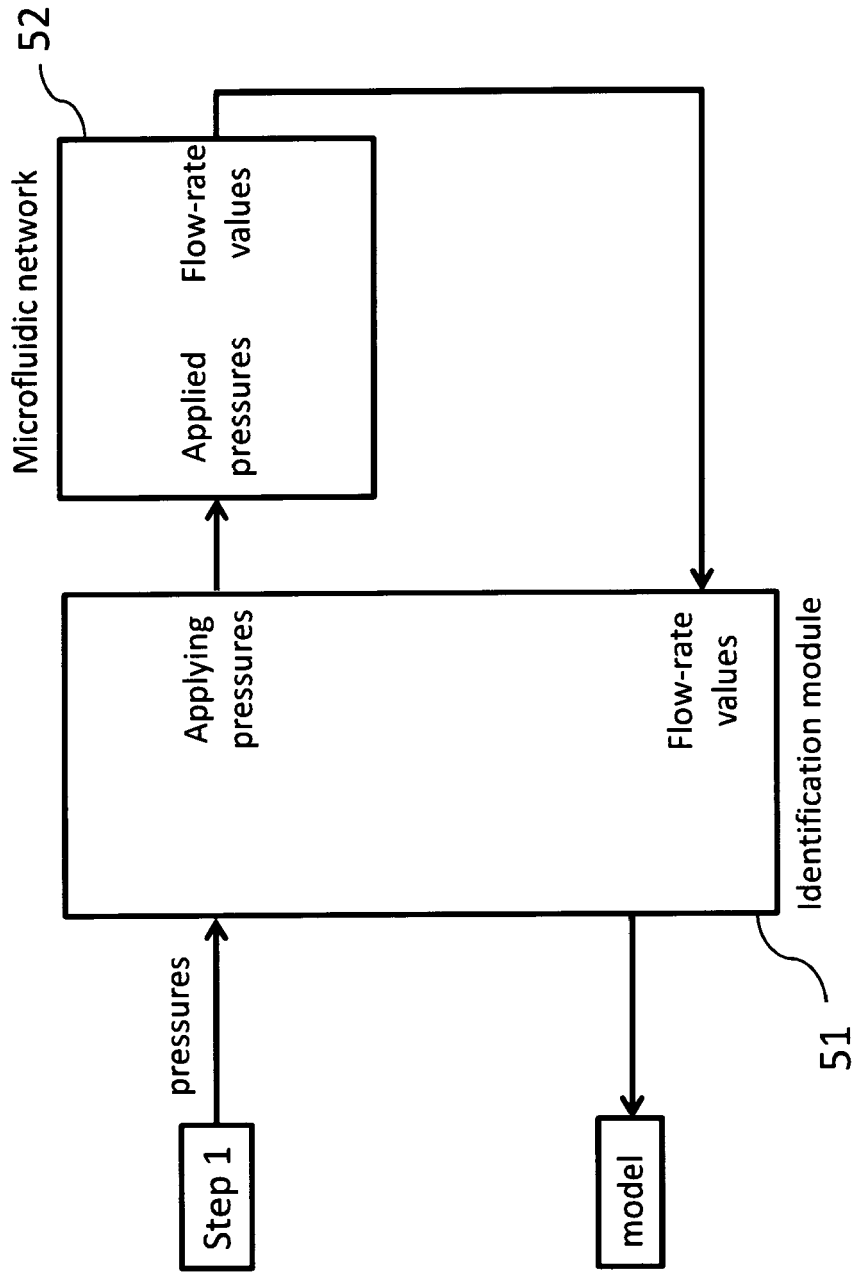 Microfluidic network
52
Applied
pressures
Flow-rate
values
Applying
pressures
pressures
Step 1
Flow-rate
values
model
Identification module
51